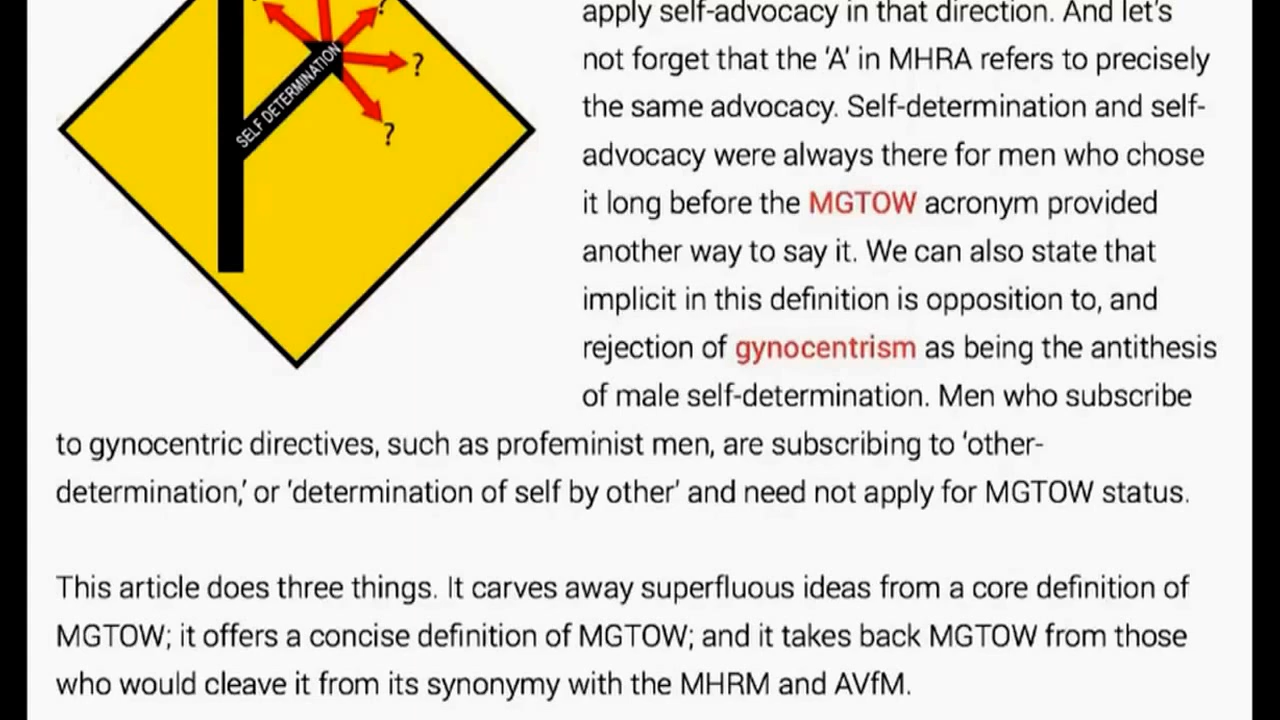 ?
SELF DETERMINATION
?
?
apply self-advocacy in that direction. And let's
not forget that the 'A' in MHRA refers to precisely
the same advocacy. Self-determination and self-
advocacy were always there for men who chose
it long before the MGTOW acronym provided
another way to say it. We can also state that
implicit in this definition is opposition to, and
rejection of gynocentrism as being the antithesis
of male self-determination. Men who subscribe
to gynocentric directives, such as profeminist men, are subscribing to 'other-
determination,' or 'determination of self by other' and need not apply for MGTOW status.
This article does three things. It carves away superfluous ideas from a core definition of
MGTOW; it offers a concise definition of MGTOW; and it takes back MGTOW from those
who would cleave it from its synonymy with the MHRM and AVfM.